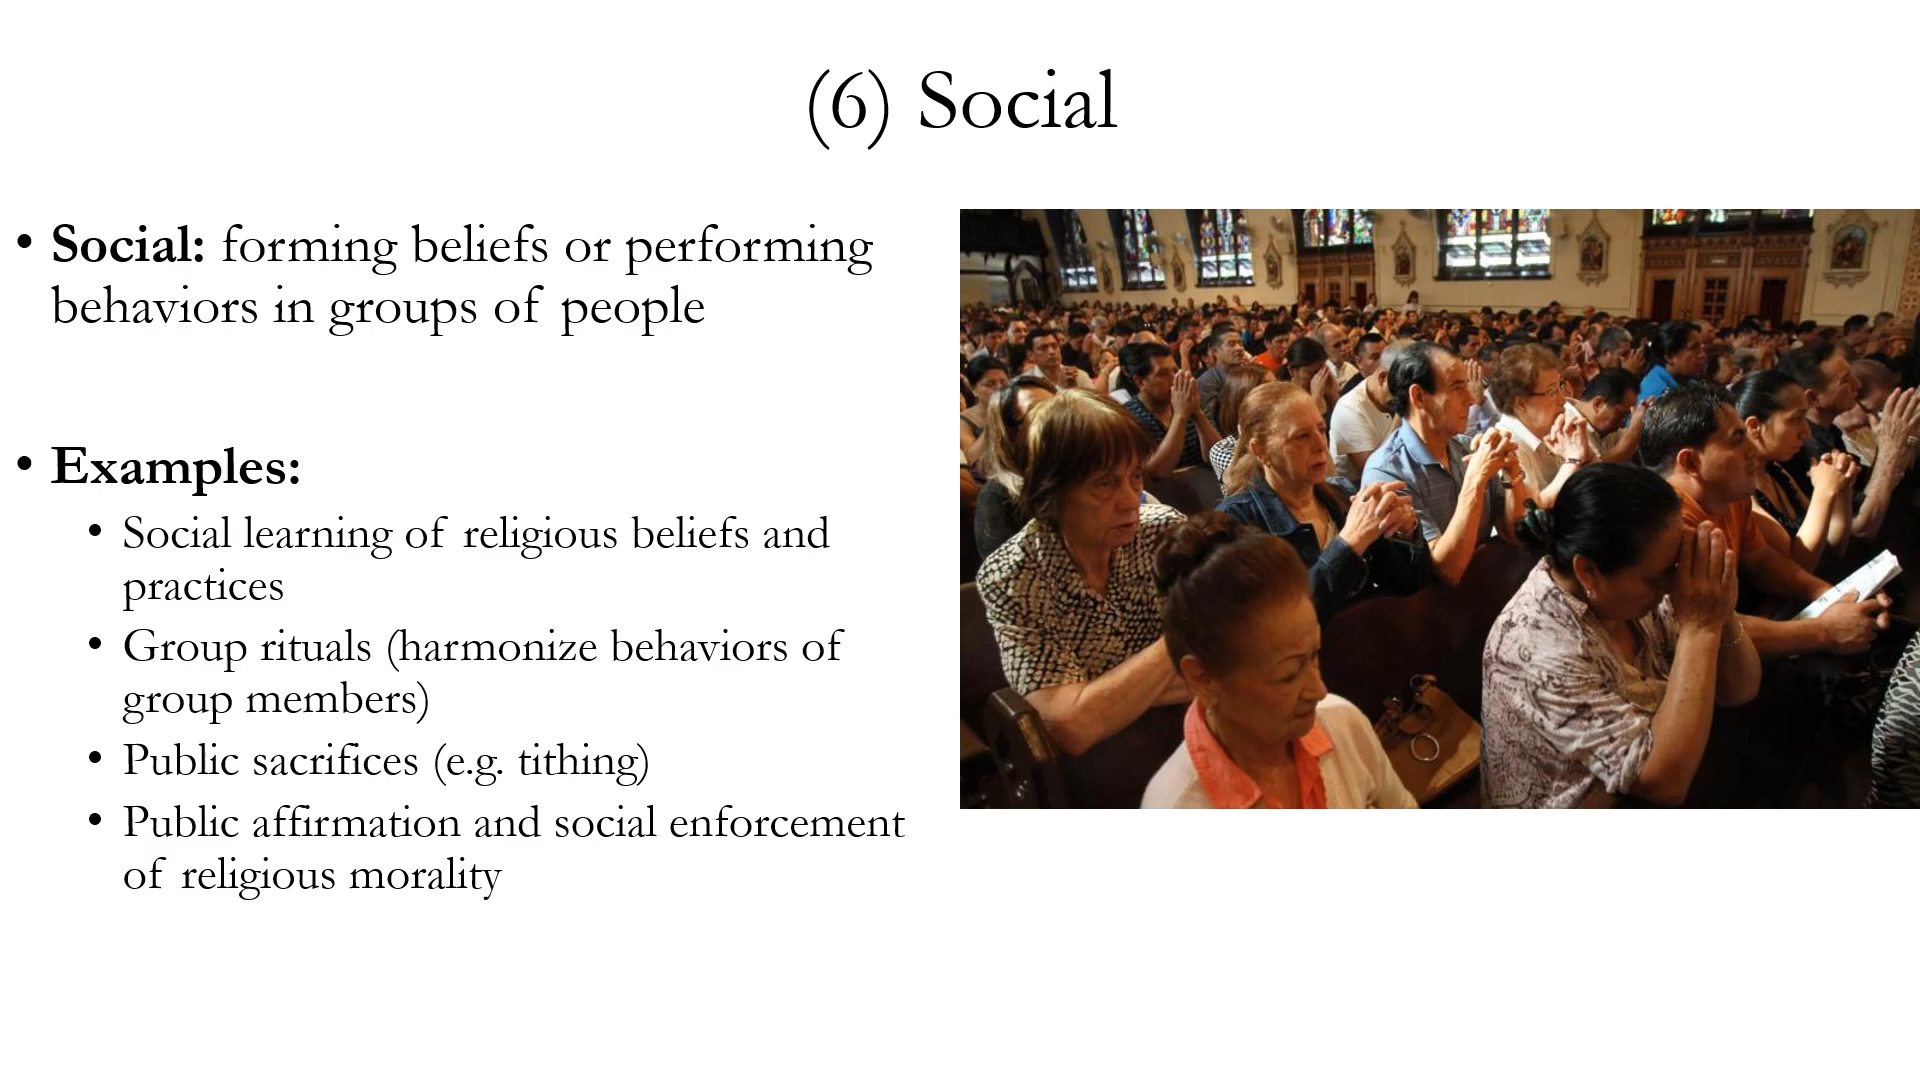 (6) Social
• Social: forming beliefs or performing
behaviors in groups of people
• Examples:
• Social learning of religious beliefs and
practices
• Group rituals (harmonize behaviors of
group members)
• Public sacrifices (e.g. tithing)
• Public affirmation and social enforcement
of religious morality